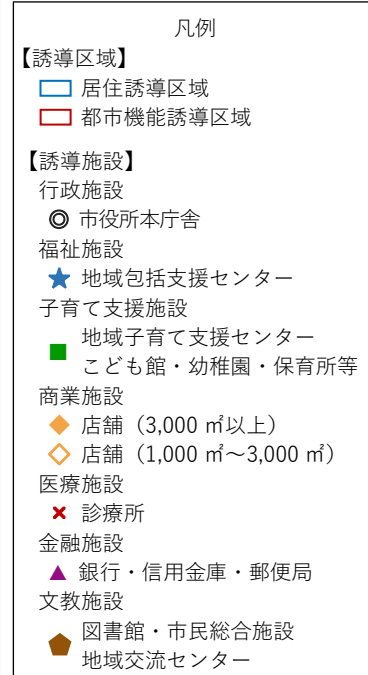 凡例
【誘導区域】
居住誘導区域
都市機能誘導区域
【誘導施設】
行政施設
市役所本庁舎
福祉施設
地域包括支援センター
子育て支援施設
地域子育て支援センター
こども館・幼稚園・保育所等
商業施設
店舗（3,000 ㎡以上）
店舗（1,000 ㎡～3,000 ㎡）
医療施設
診療所
金融施設
銀行・信用金庫・郵便局
文教施設
図書館・市民総合施設
地域交流センター